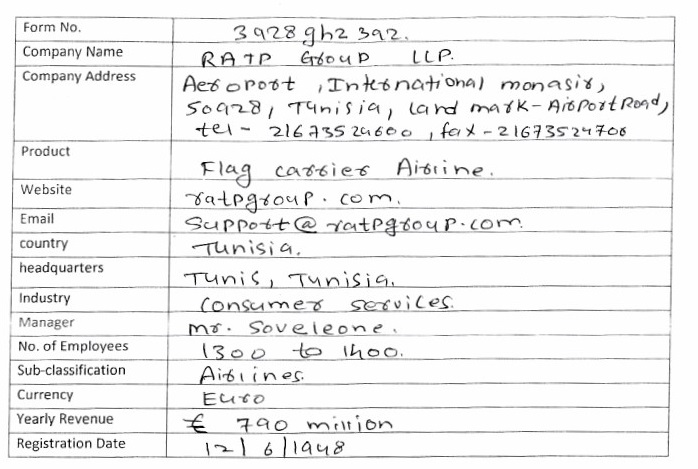 Form No. 3928gh2392.
Company Name RATP Group LLP.
Company Address Aeroport , International monasir,
50928, Tunisia, land mark - Airport Road,
tel - 21673524600 , fax - 21673524706
Product Flag carrier Airline.
Website ratpgroup.com.
Email Support@ratpgroup.com.
country Tunisia.
headquarters Tunis, Tunisia.
Industry Consumer services.
Manager mr. Soveleone.
No. of Employees 1300 to 1400.
Sub-classification Airlines.
Currency Euro
Yearly Revenue € 790 million
Registration Date 12/6/1948